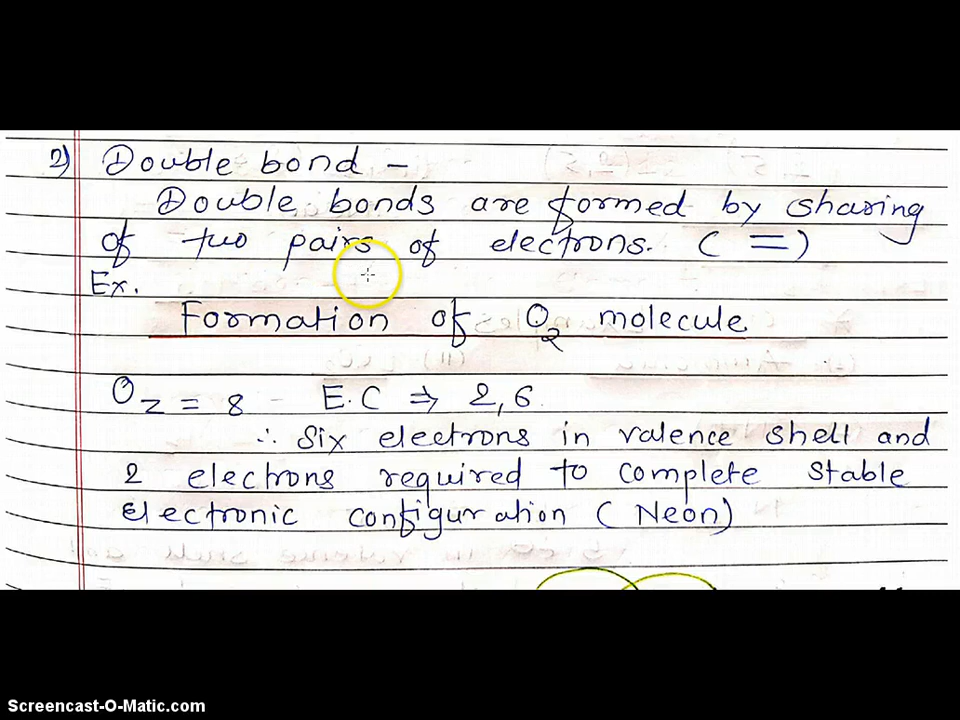 2) Double bond -
Double bonds are formed by sharing
of two pairs of electrons. ( = )
Ex.
Formation of O2 molecule
O Z = 8 E.C ⇒ 2,6.
∴ Six electrons in valence shell and
2 electrons required to complete stable
Electronic configuration (Neon)
Screencast-O-Matic.com